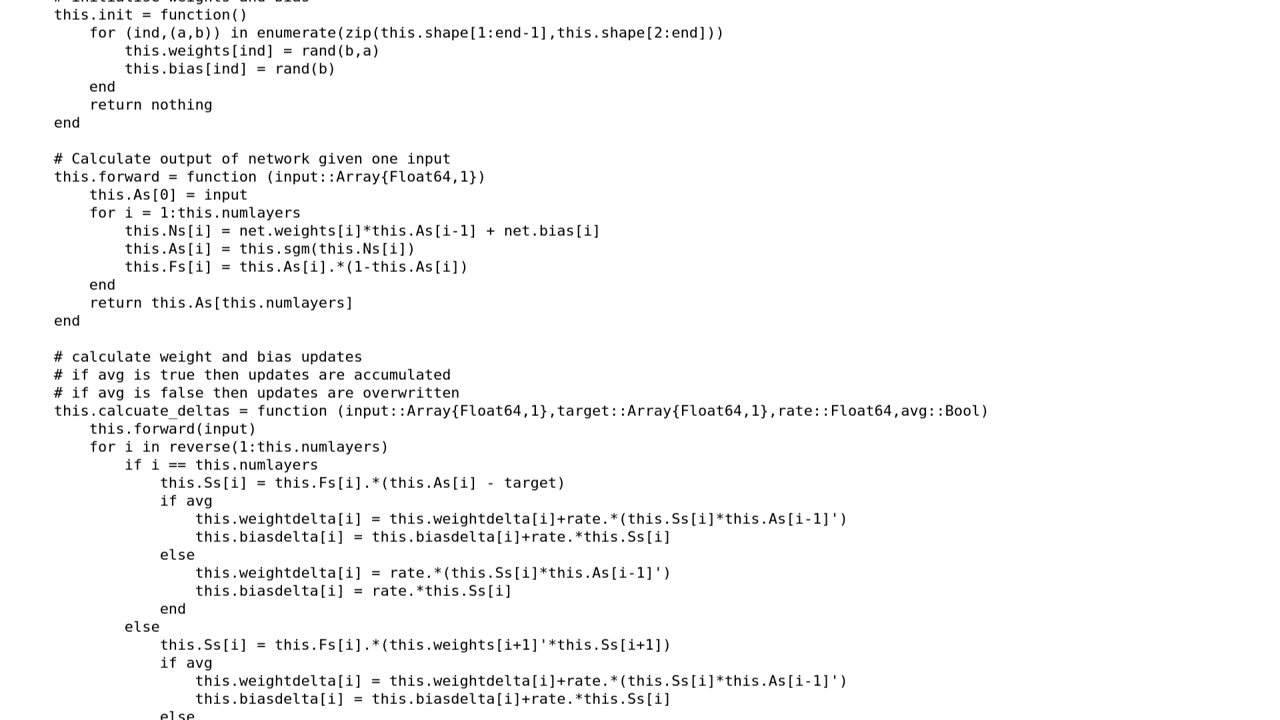 # initialise weights and bias
this.init = function()
for (ind,(a,b)) in enumerate(zip(this.shape[1:end-1],this.shape[2:end]))
this.weights[ind] = rand(b,a)
this.bias[ind] = rand(b)
end
return nothing
end
# Calculate output of network given one input
this.forward = function (input::Array{Float64,1})
this.As[0] = input
for i = 1:this.numlayers
this.Ns[i] = net.weights[i]*this.As[i-1] + net.bias[i]
this.As[i] = this.sgm(this.Ns[i])
this.Fs[i] = this.As[i].*(1-this.As[i])
end
return this.As[this.numlayers]
end
# calculate weight and bias updates
# if avg is true then updates are accumulated
# if avg is false then updates are overwritten
this.calcuate_deltas = function (input::Array{Float64,1},target::Array{Float64,1},rate::Float64,avg::Bool)
this.forward(input)
for i in reverse(1:this.numlayers)
if i == this.numlayers
this.Ss[i] = this.Fs[i].*(this.As[i] - target)
if avg
this.weightdelta[i] = this.weightdelta[i]+rate.*(this.Ss[i]*this.As[i-1]')
this.biasdelta[i] = this.biasdelta[i]+rate.*this.Ss[i]
else
this.weightdelta[i] = rate.*(this.Ss[i]*this.As[i-1]')
this.biasdelta[i] = rate.*this.Ss[i]
end
else
this.Ss[i] = this.Fs[i].*(this.weights[i+1]'*this.Ss[i+1])
if avg
this.weightdelta[i] = this.weightdelta[i]+rate.*(this.Ss[i]*this.As[i-1]')
this.biasdelta[i] = this.biasdelta[i]+rate.*this.Ss[i]
else